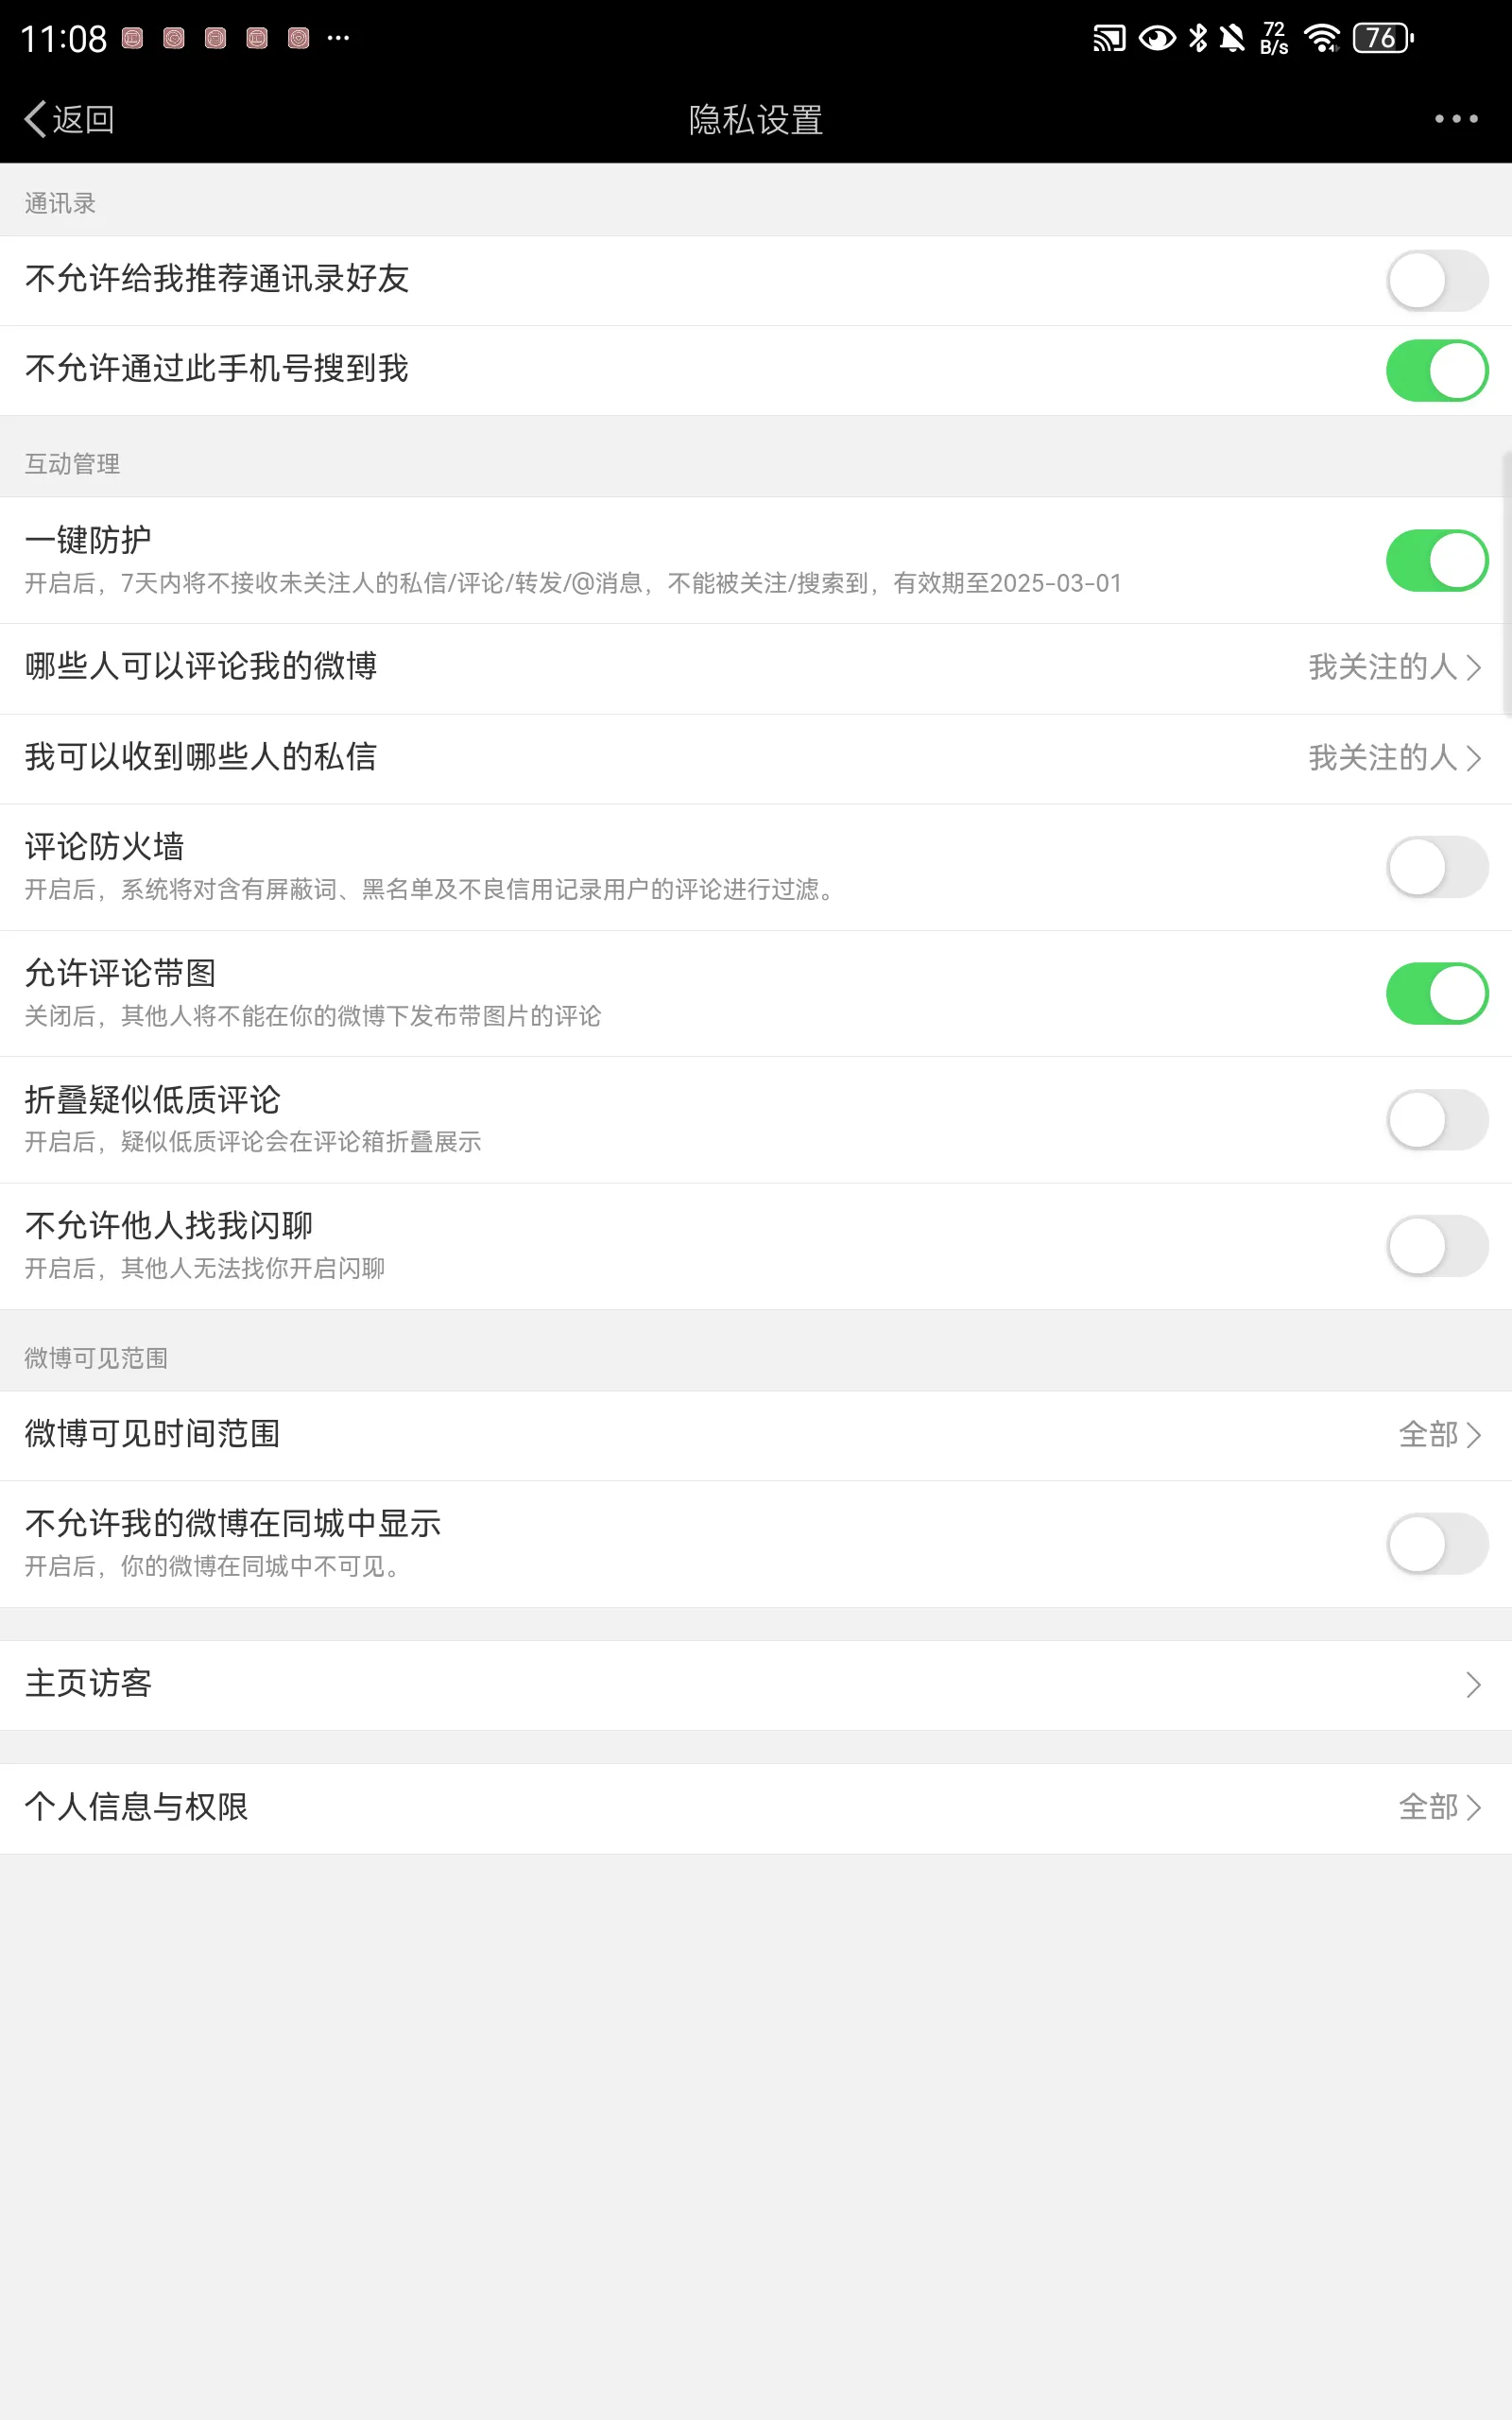 11:08 72 B/s 76
返回 隐私设置
通讯录
不允许给我推荐通讯录好友
不允许通过此手机号搜到我
互动管理
一键防护
开启后，7天内将不接收未关注人的私信/评论/转发/@消息，不能被关注/搜索到，有效期至2025-03-01
哪些人可以评论我的微博 我关注的人
我可以收到哪些人的私信 我关注的人
评论防火墙
开启后，系统将对含有屏蔽词、黑名单及不良信用记录用户的评论进行过滤。
允许评论带图
关闭后，其他人将不能在你的微博下发布带图片的评论
折叠疑似低质评论
开启后，疑似低质评论会在评论箱折叠展示
不允许他人找我闪聊
开启后，其他人无法找你开启闪聊
微博可见范围
微博可见时间范围 全部
不允许我的微博在同城中显示
开启后，你的微博在同城中不可见。
主页访客
个人信息与权限 全部